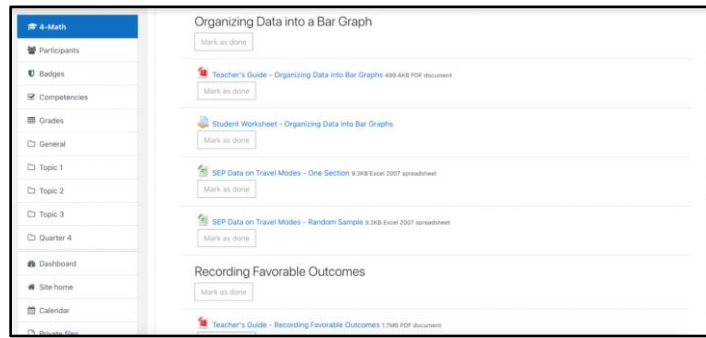 4-Math
Participants
Badges
Competencies
Grades
General
Topic 1
Topic 2
Topic 3
Quarter 4
Dashboard
Site home
Calendar
Private files
Organizing Data into a Bar Graph
Mark as done
Teacher's Guide - Organizing Data into Bar Graphs 499.4KB PDF document
Mark as done
Student Worksheet - Organizing Data into Bar Graphs
SEP Data on Travel Modes - One Section 9.3KB Excel 2007 spreadsheet
Mark as done
SEP Data on Travel Modes - Random Sample 9.3KB Excel 2007 spreadsheet
Mark as done
Recording Favorable Outcomes
Mark as done
Teacher's Guide - Recording Favorable Outcomes 1.7MB PDF document